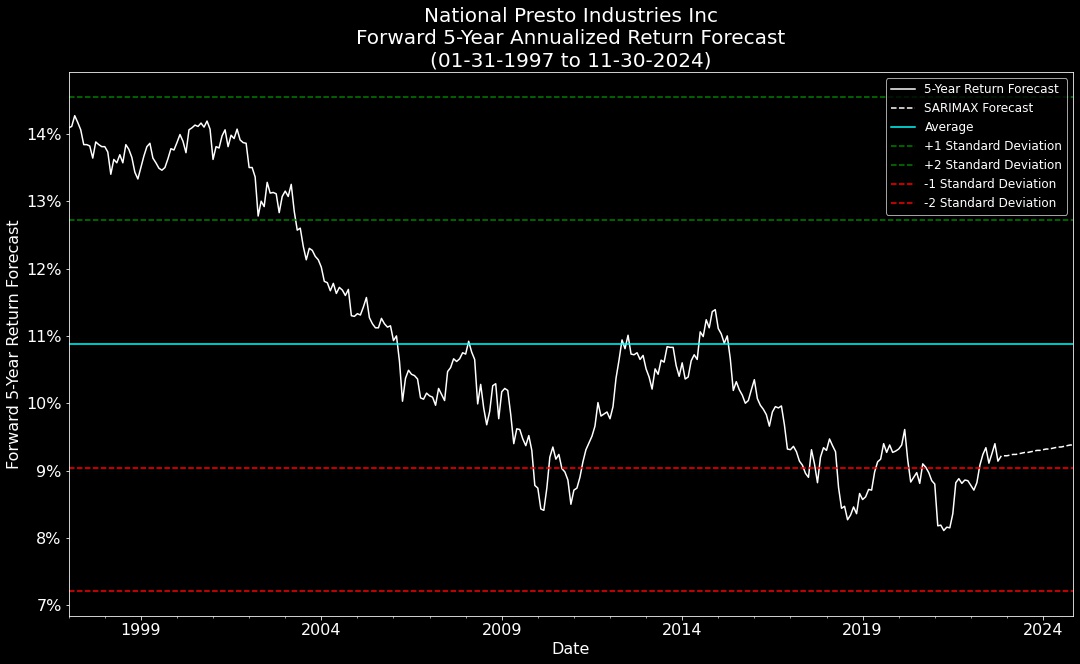 National Presto Industries Inc
Forward 5-Year Annualized Return Forecast
(01-31-1997 to 11-30-2024)
5-Year Return Forecast
SARIMAX Forecast
Average
+1 Standard Deviation
+2 Standard Deviation
-1 Standard Deviation
-2 Standard Deviation
Forward 5-Year Return Forecast
14%
13%
12%
11%
10%
9%
8%
7%
1999 2004 2009 2014 2019 2024
Date